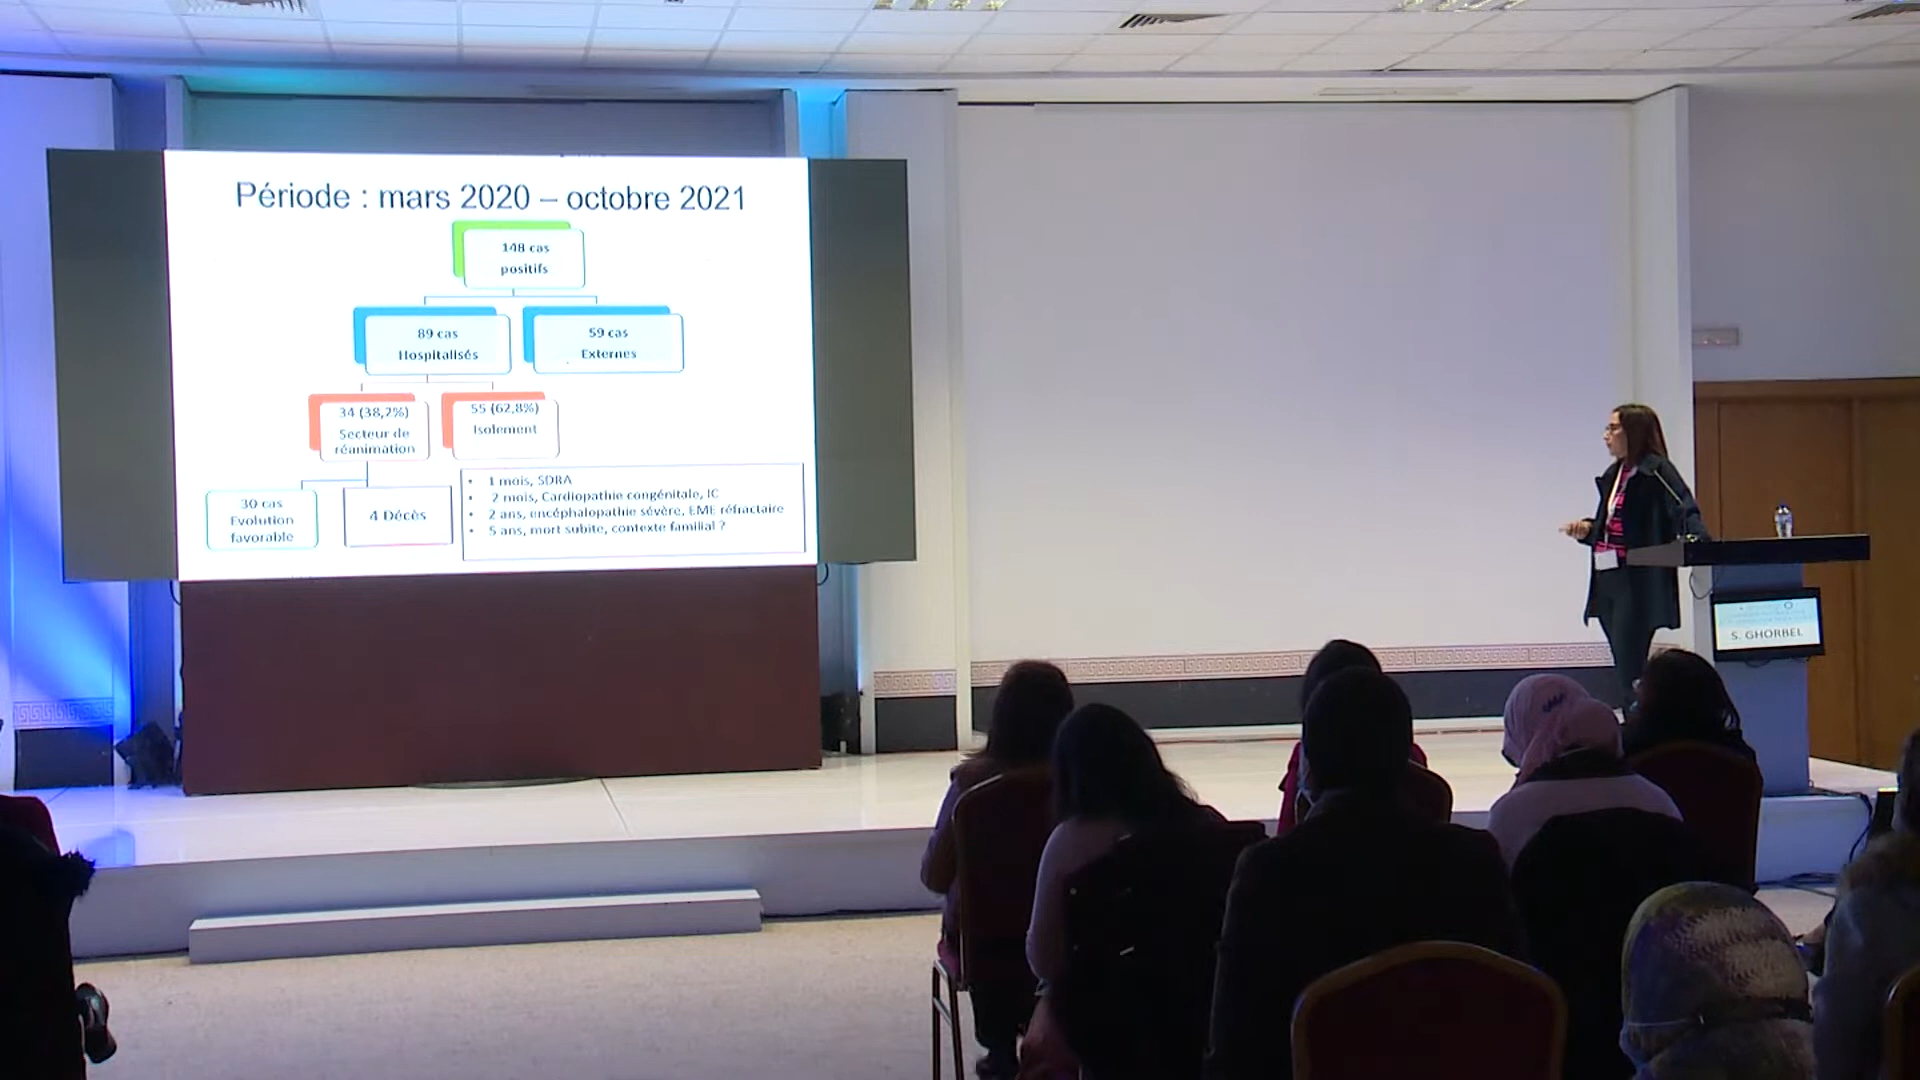 Période : mars 2020 – octobre 2021
148 cas
positifs
89 cas
Hospitalisés
59 cas
Externes
34 (38,2%)
Secteur de
réanimation
55 (62,8%)
Isolement
30 cas
Evolution
favorable
4 Décès
• 1 mois, SDRA
• 2 mois, Cardiopathie congénitale, IC
• 2 ans, encéphalopathie sévère, EME réfractaire
• 5 ans, mort subite, contexte familial ?
S. GHORBEL